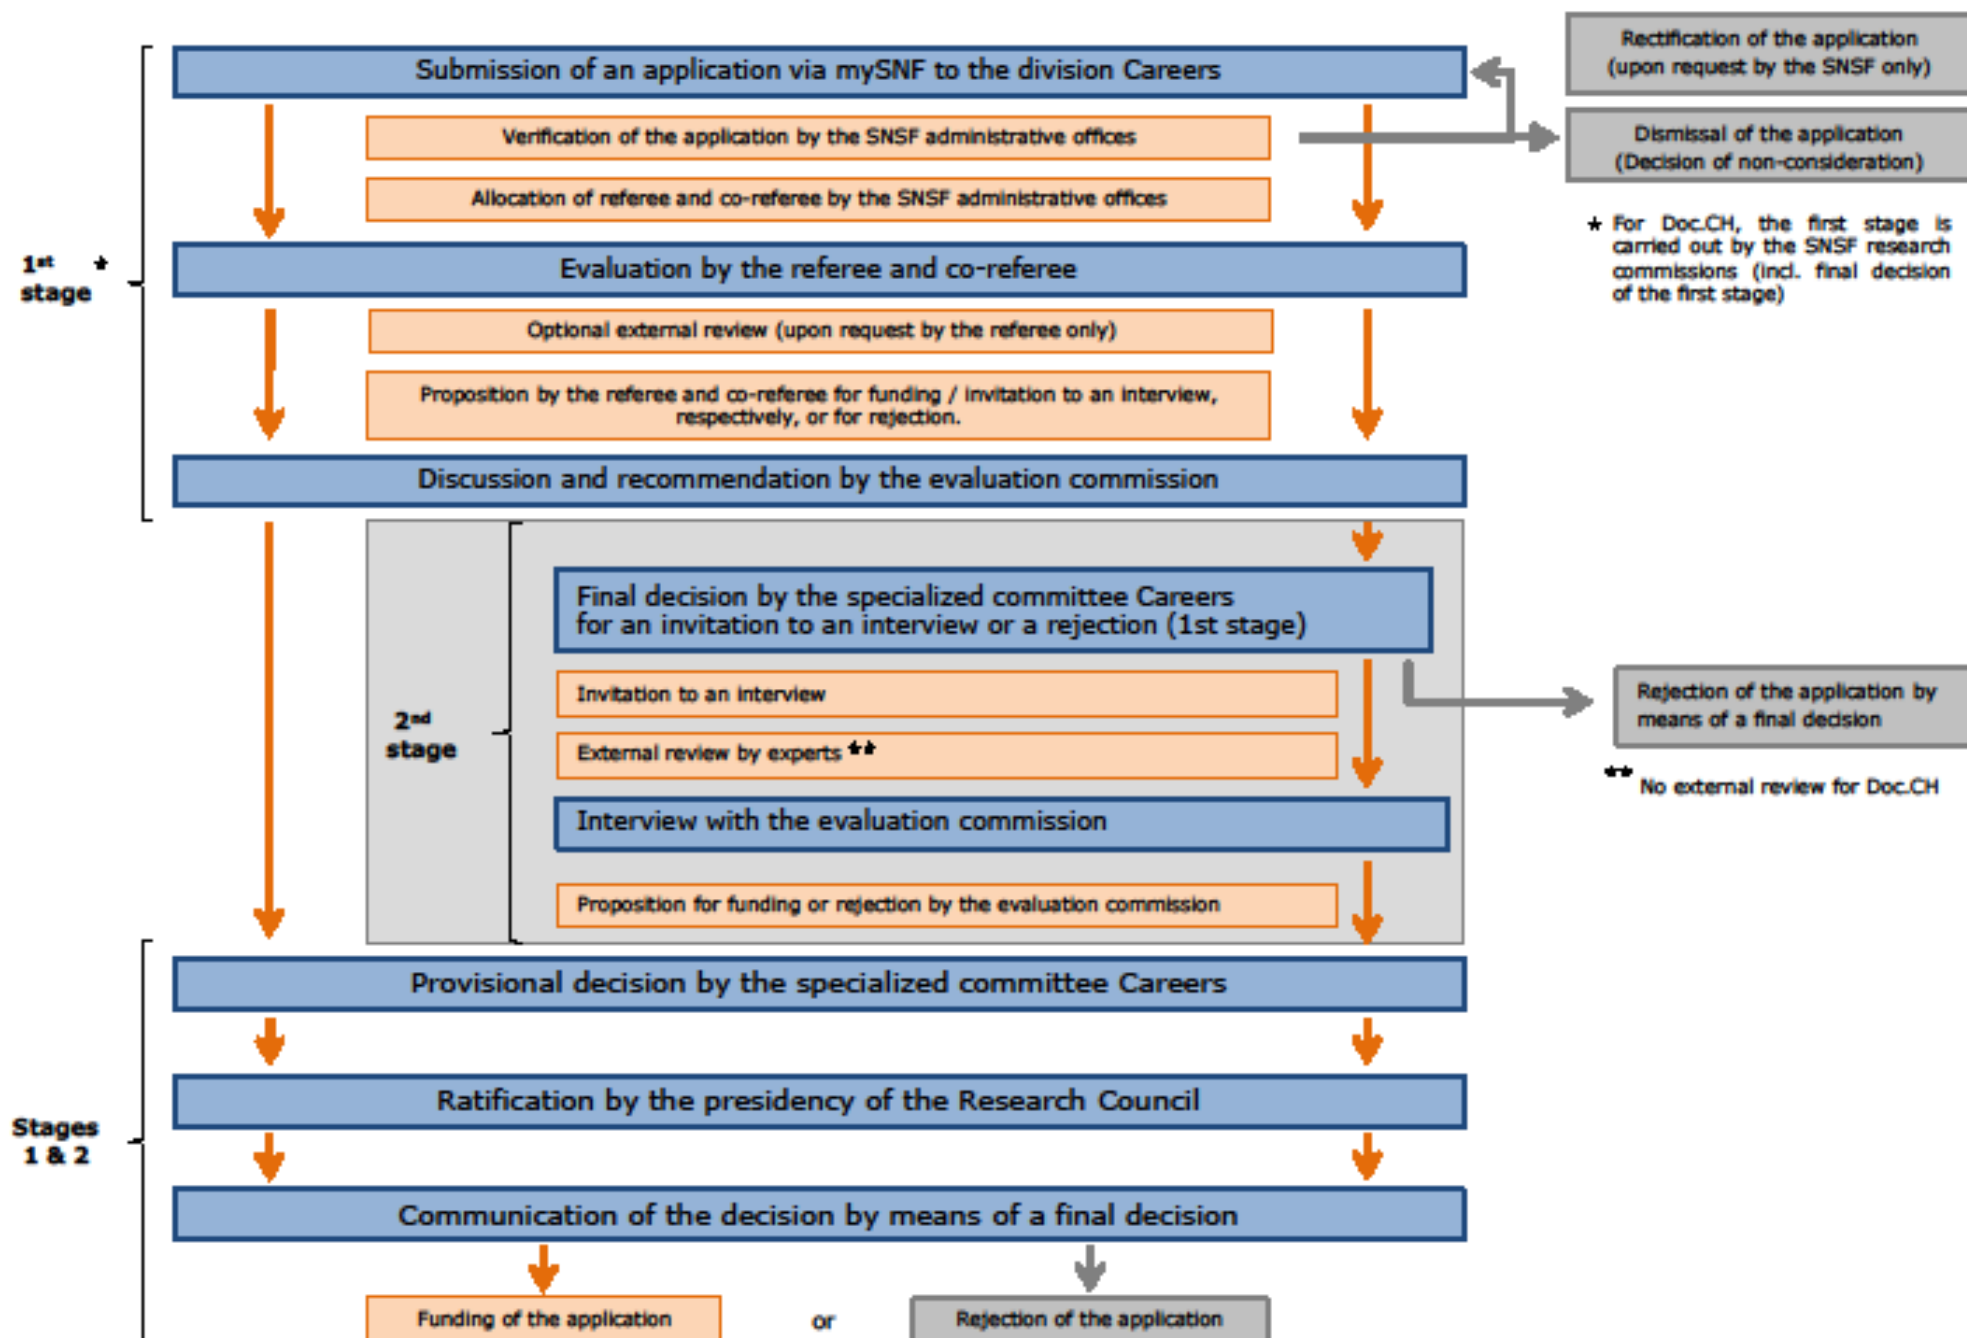 Submission of an application via mySNF to the division Careers
Rectification of the application
(upon request by the SNSF only)
Verification of the application by the SNSF administrative offices
Dismissal of the application
(Decision of non-consideration)
Allocation of referee and co-referee by the SNSF administrative offices
* For Doc.CH, the first stage is
carried out by the SNSF research
commissions (incl. final decision
of the first stage)
1st *
stage
Evaluation by the referee and co-referee
Optional external review (upon request by the referee only)
Proposition by the referee and co-referee for funding / invitation to an interview,
respectively, or for rejection.
Discussion and recommendation by the evaluation commission
2nd
stage
Final decision by the specialized committee Careers
for an invitation to an interview or a rejection (1st stage)
Invitation to an interview
Rejection of the application by
means of a final decision
External review by experts **
** No external review for Doc.CH
Interview with the evaluation commission
Proposition for funding or rejection by the evaluation commission
Stages
1 & 2
Provisional decision by the specialized committee Careers
Ratification by the presidency of the Research Council
Communication of the decision by means of a final decision
Funding of the application
or
Rejection of the application